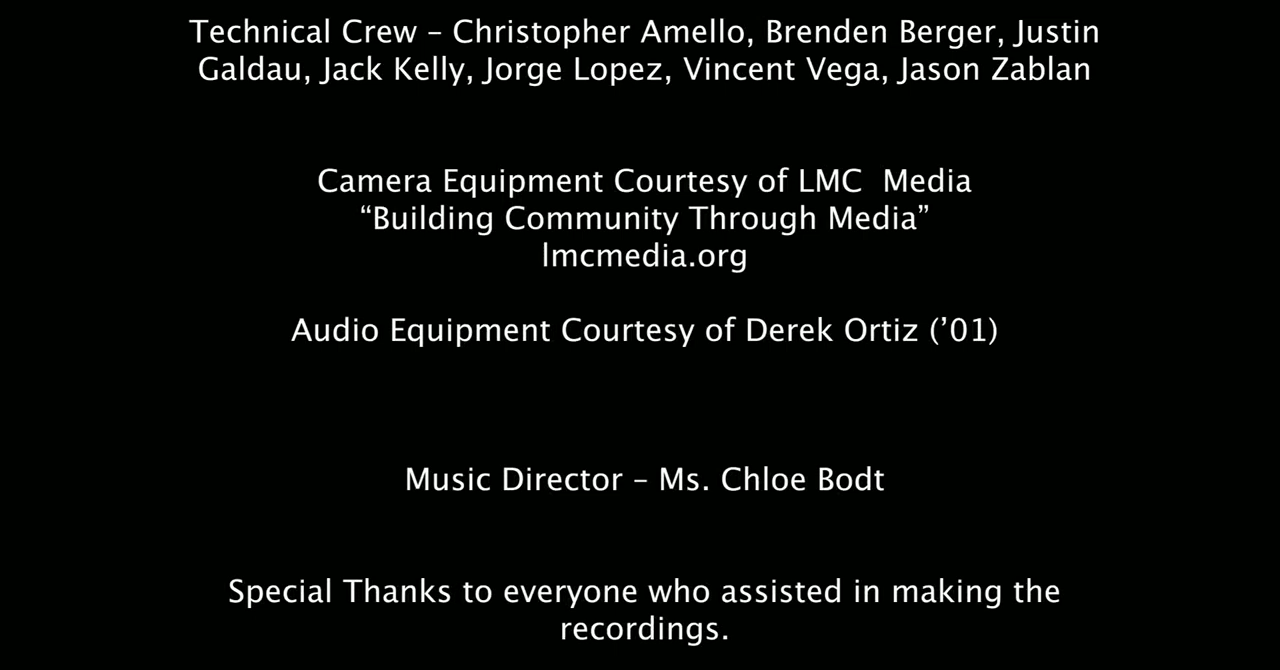 Technical Crew – Christopher Amello, Brenden Berger, Justin
Galdau, Jack Kelly, Jorge Lopez, Vincent Vega, Jason Zablan
Camera Equipment Courtesy of LMC  Media
“Building Community Through Media”
lmcmedia.org
Audio Equipment Courtesy of Derek Ortiz (’01)
Music Director – Ms. Chloe Bodt
Special Thanks to everyone who assisted in making the
recordings.